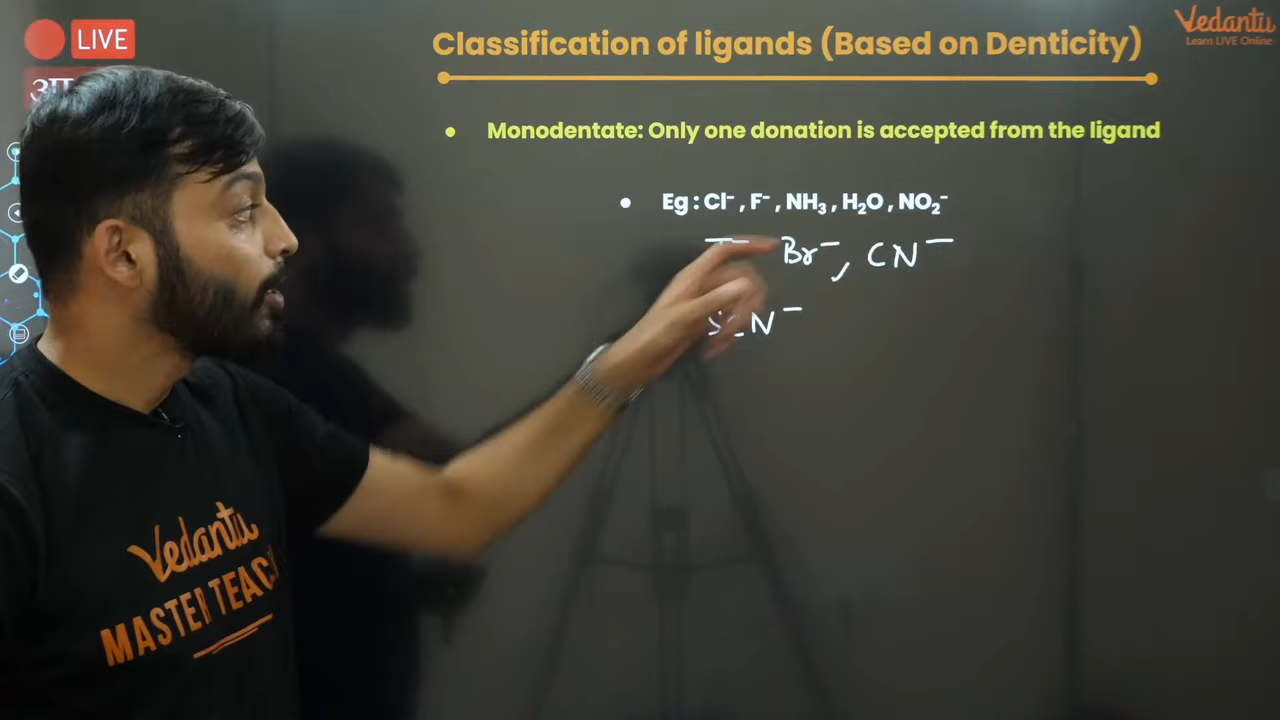 LIVE
Vedantu
Learn LIVE Online
Classification of ligands (Based on Denticity)
• Monodentate: Only one donation is accepted from the ligand
• Eg : Cl⁻ , F⁻ , NH₃ , H₂O , NO₂⁻
Br⁻, CN⁻
SCN⁻
Vedantu
MASTER